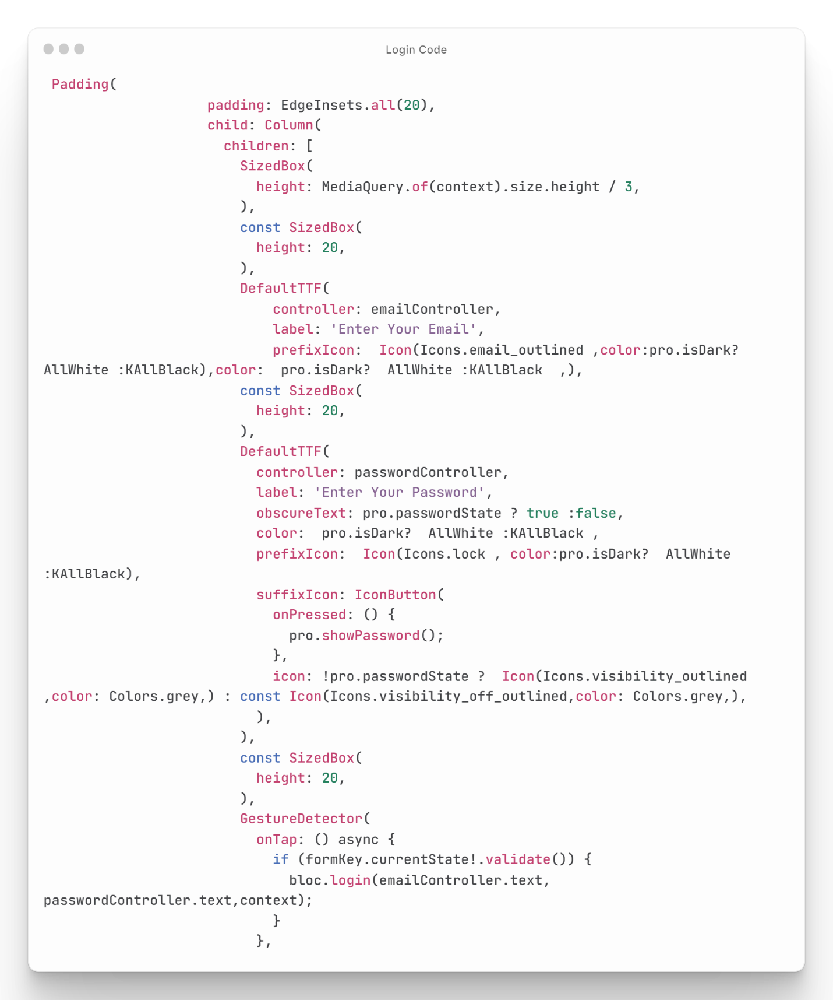 Login Code
Padding(
padding: EdgeInsets.all(20),
child: Column(
children: [
SizedBox(
height: MediaQuery.of(context).size.height / 3,
),
const SizedBox(
height: 20,
),
DefaultTTF(
controller: emailController,
label: 'Enter Your Email',
prefixIcon:  Icon(Icons.email_outlined ,color:pro.isDark?
AllWhite :KAllBlack),color:  pro.isDark?  AllWhite :KAllBlack  ,),
const SizedBox(
height: 20,
),
DefaultTTF(
controller: passwordController,
label: 'Enter Your Password',
obscureText: pro.passwordState ? true :false,
color:  pro.isDark?  AllWhite :KAllBlack ,
prefixIcon:  Icon(Icons.lock , color:pro.isDark?  AllWhite
:KAllBlack),
suffixIcon: IconButton(
onPressed: () {
pro.showPassword();
},
icon: !pro.passwordState ?  Icon(Icons.visibility_outlined
,color: Colors.grey,) : const Icon(Icons.visibility_off_outlined,color: Colors.grey,),
),
),
const SizedBox(
height: 20,
),
GestureDetector(
onTap: () async {
if (formKey.currentState!.validate()) {
bloc.login(emailController.text,
passwordController.text,context);
}
},